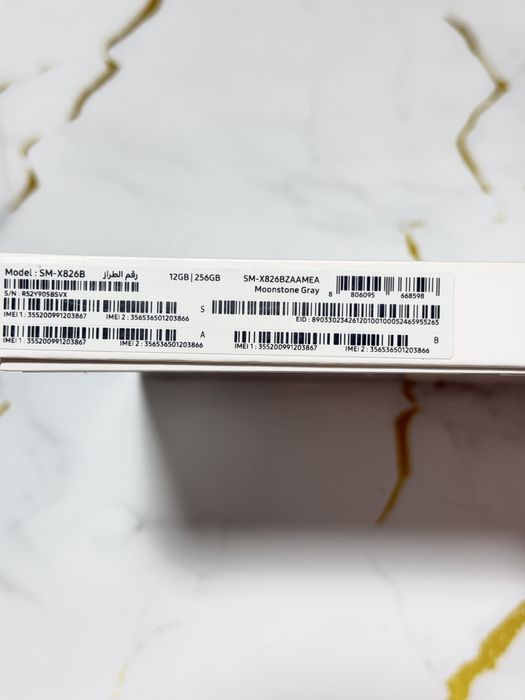 Model : SM-X826B رقم الطراز 12GB | 256GB SM-X826BZAAMEA
Moonstone Gray
8 806095 668598
S/N R52Y905BSVX
IMEI 1 : 355200991203867 IMEI 2 : 356536501203866 S
EID : 89033023426120100100052465955265
A B
IMEI 1 : 355200991203867 IMEI 2 : 356536501203866 IMEI 1 : 355200991203867 IMEI 2 : 356536501203866